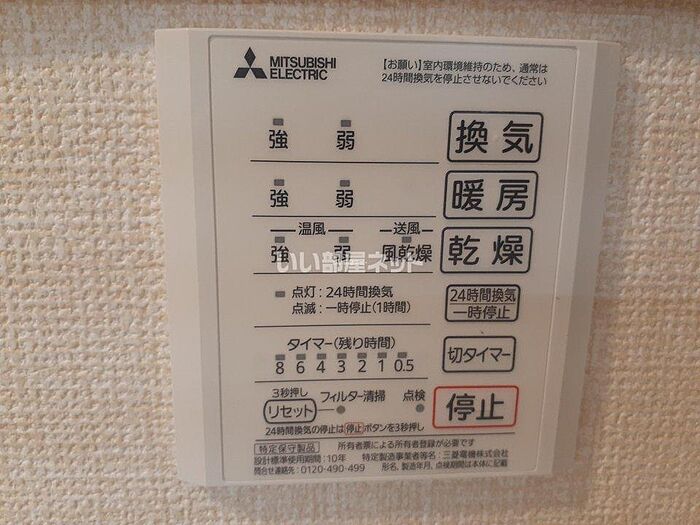 MITSUBISHI
ELECTRIC
【お願い】室内環境維持のため、通常は
24時間換気を停止させないでください
強 弱 換気
強 弱 暖房
温風 送風
強 弱 風乾燥 乾燥
いい部屋ネット
点灯:24時間換気
点滅:一時停止(1時間)
24時間換気
一時停止
タイマー(残り時間)
8 6 4 3 2 1 0.5
切タイマー
3秒押し
リセット フィルター清掃 点検
停止
24時間換気の停止は停止ボタンを3秒押し
特定保守製品 所有者票による所有者登録が必要です
設計標準使用期間:10年 特定製造事業者等名:三菱電機株式会社
問合せ連絡先:0120-490-499 形名、製造年月、点検期間は本体に記載